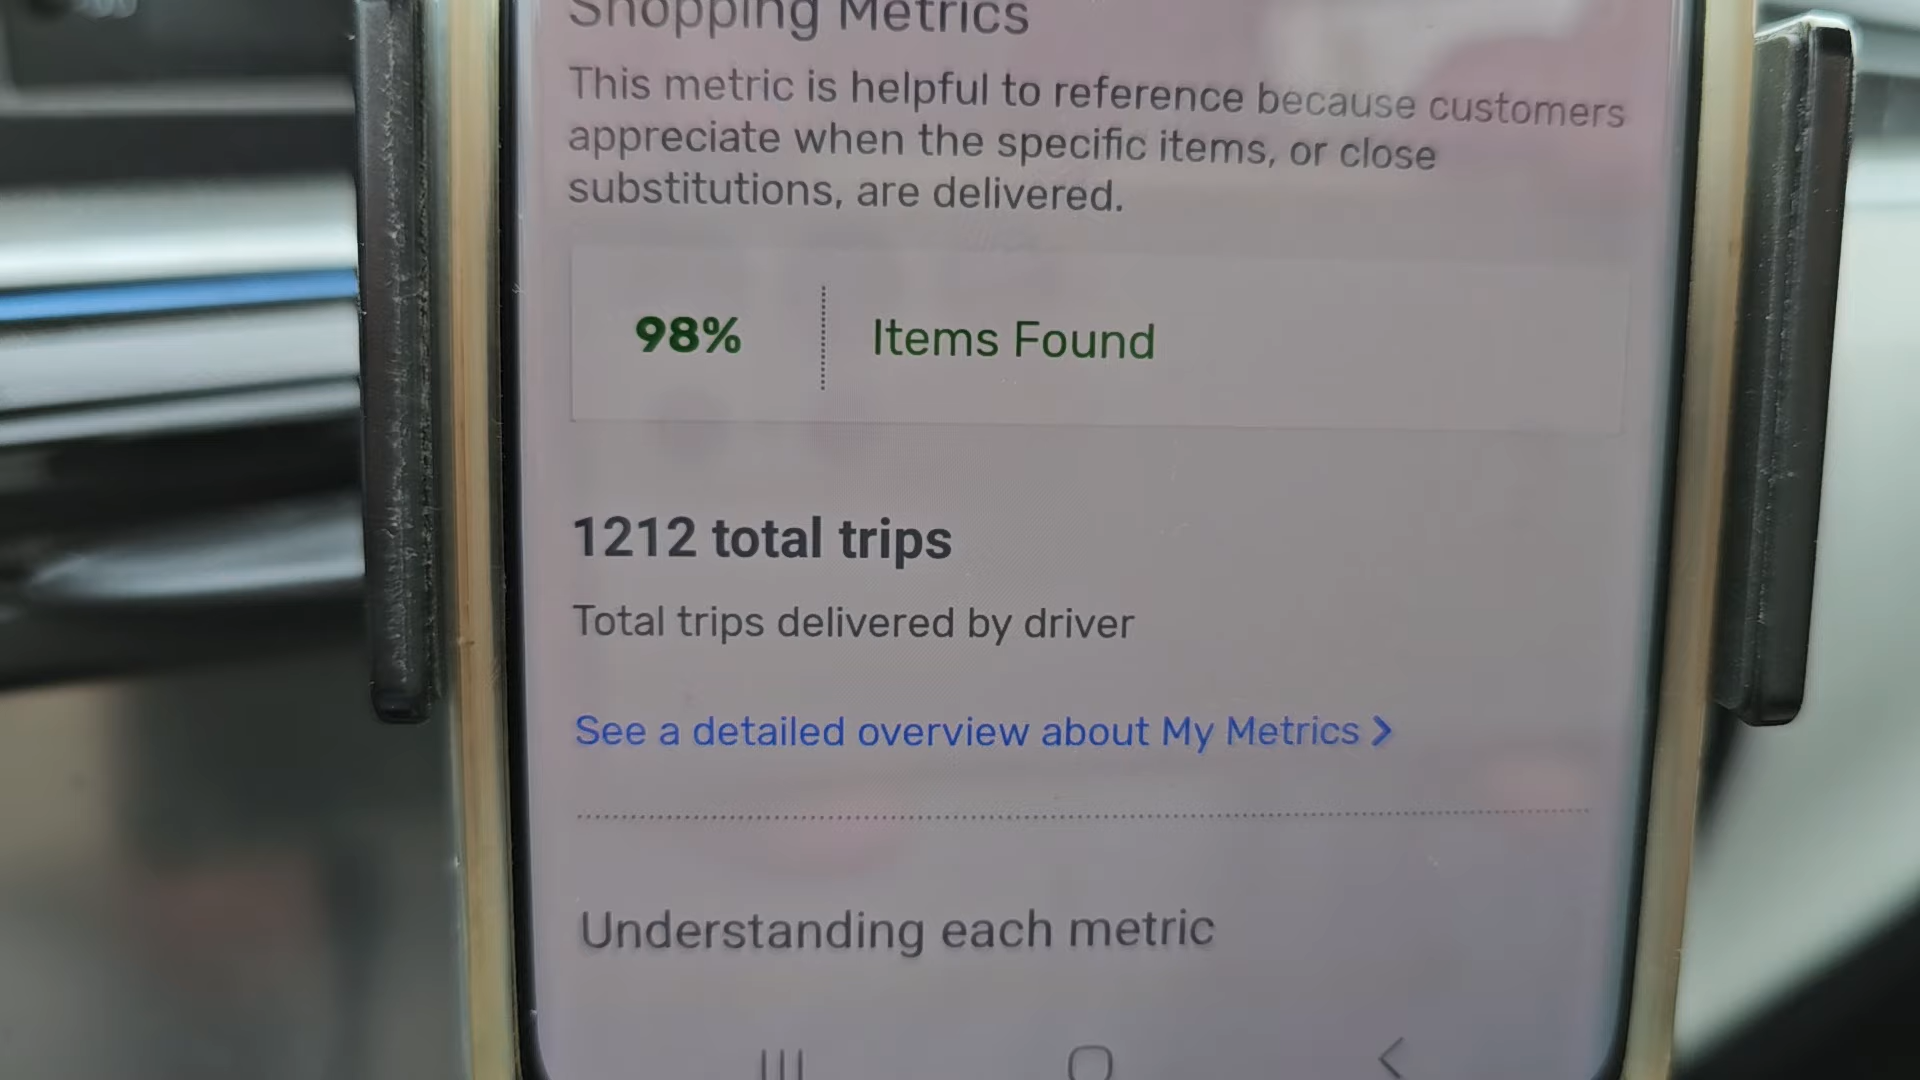 Shopping Metrics
This metric is helpful to reference because customers
appreciate when the specific items, or close
substitutions, are delivered.
98% Items Found
1212 total trips
Total trips delivered by driver
See a detailed overview about My Metrics >
Understanding each metric